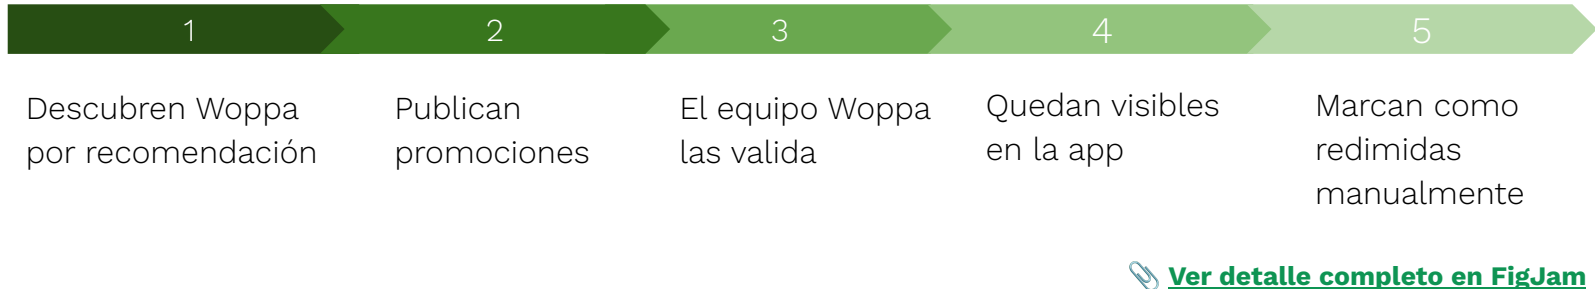 1
2
3
4
5
Descubren Woppa
por recomendación
Publican
promociones
El equipo Woppa
las valida
Quedan visibles
en la app
Marcan como
redimidas
manualmente
📎 Ver detalle completo en FigJam